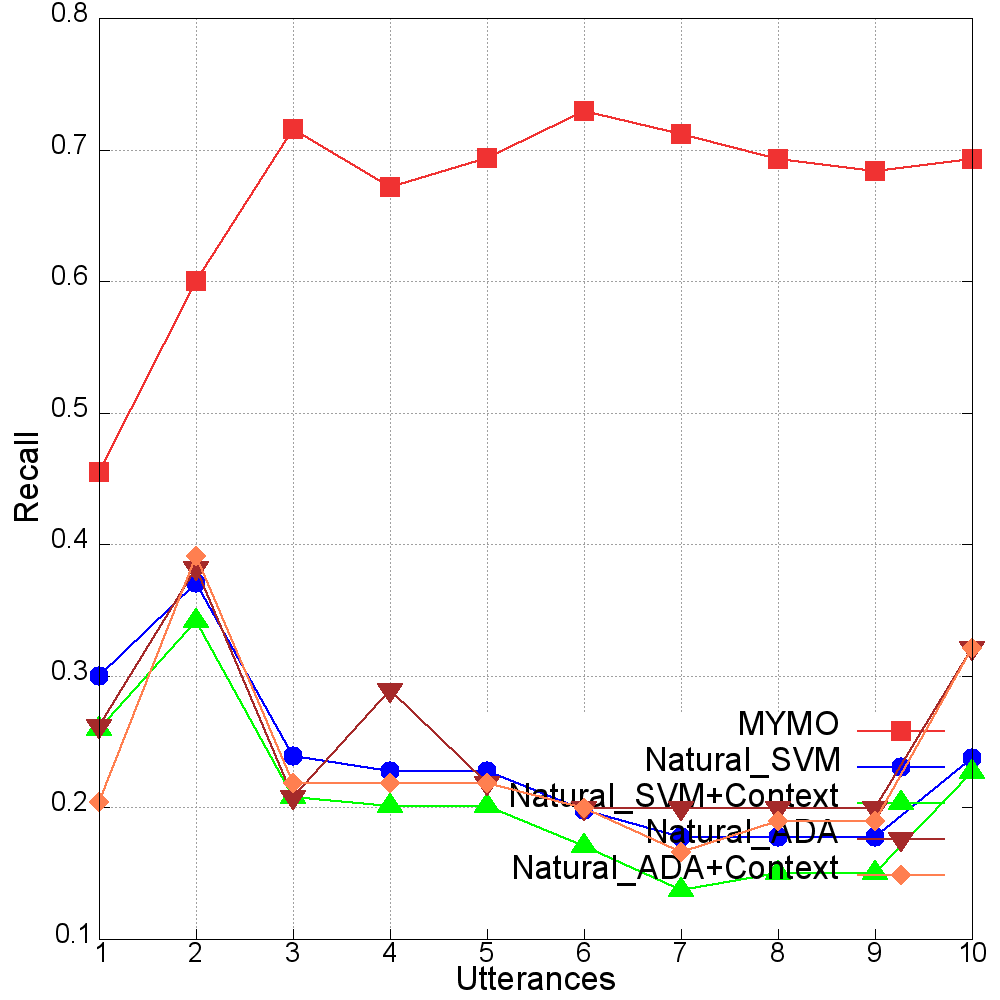 0.8
0.7
0.6
0.5
0.4
0.3
0.2
0.1
Recall
MYMO
Natural_SVM
Natural_SVM+Context
Natural_ADA
Natural_ADA+Context
1 2 3 4 5 6 7 8 9 10
Utterances